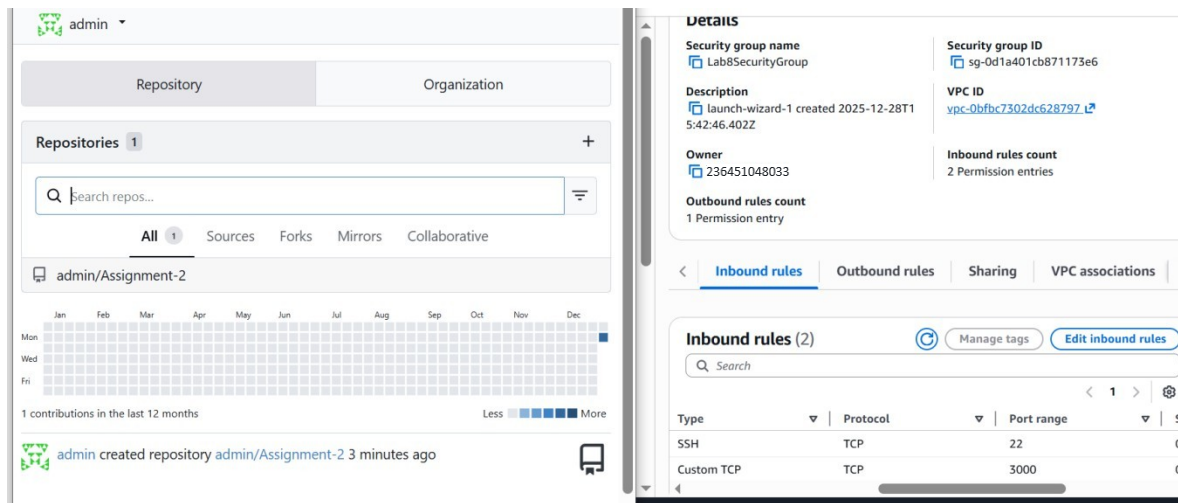 admin
Repository Organization
Repositories 1 +
Search repos...
All 1 Sources Forks Mirrors Collaborative
admin/Assignment-2
Jan Feb Mar Apr May Jun Jul Aug Sep Oct Nov Dec
Mon
Wed
Fri
1 contributions in the last 12 months Less More
admin created repository admin/Assignment-2 3 minutes ago
Details
Security group name Security group ID
Lab8SecurityGroup sg-0d1a401cb871173e6
Description VPC ID
launch-wizard-1 created 2025-12-28T1 vpc-0bfbc7302dc628797
5:42:46.402Z
Owner Inbound rules count
236451048033 2 Permission entries
Outbound rules count
1 Permission entry
Inbound rules Outbound rules Sharing VPC associations
Inbound rules (2) Manage tags Edit inbound rules
Search
1
Type Protocol Port range
SSH TCP 22
Custom TCP TCP 3000